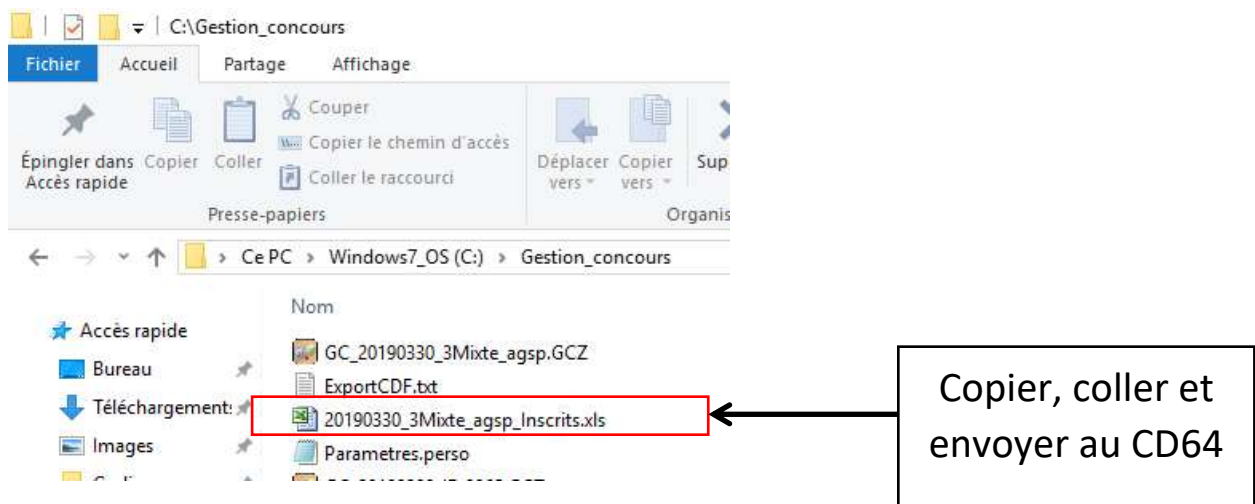 C:\Gestion_concours
Fichier Accueil Partage Affichage
Couper
Copier le chemin d'accès
Coller le raccourci
Épingler dans Accès rapide
Copier
Coller
Déplacer vers
Copier vers
Sup
Presse-papiers
Organis
Ce PC > Windows7_OS (C:) > Gestion_concours
Nom
Accès rapide
Bureau
Téléchargement:
Images
GC_20190330_3Mixte_agsp.GCZ
ExportCDF.txt
20190330_3Mixte_agsp_Inscrits.xls
Parametres.perso
Copier, coller et
envoyer au CD64